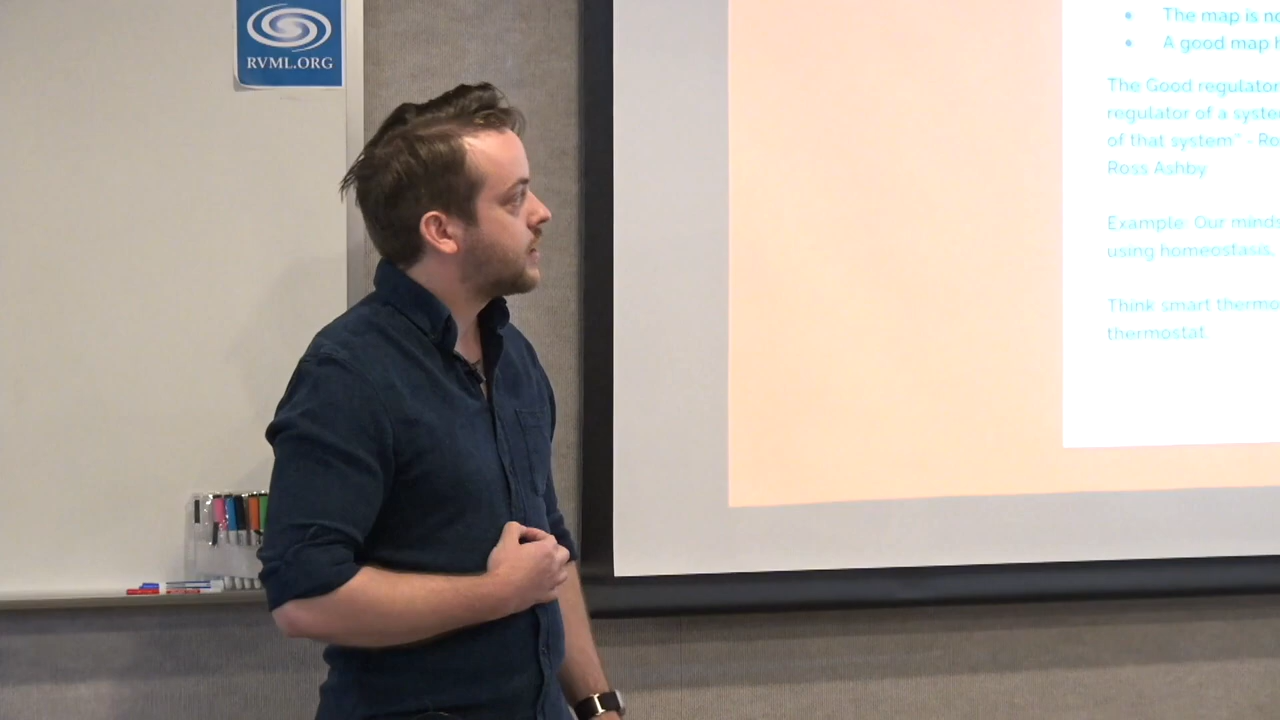 RVML.ORG
The map is
A good map
The Good regulator
regulator of a syste
of that system" - Ro
Ross Ashby
Example: Our minds
using homeostasis.
Think smart thermo
thermostat.